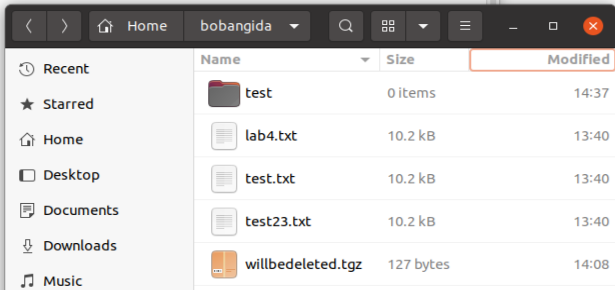 Home bobangida
Name Size Modified
Recent
Starred
Home
Desktop
Documents
Downloads
Music
test 0 items 14:37
lab4.txt 10.2 kB 13:40
test.txt 10.2 kB 13:40
test23.txt 10.2 kB 13:40
willbedeleted.tgz 127 bytes 14:08